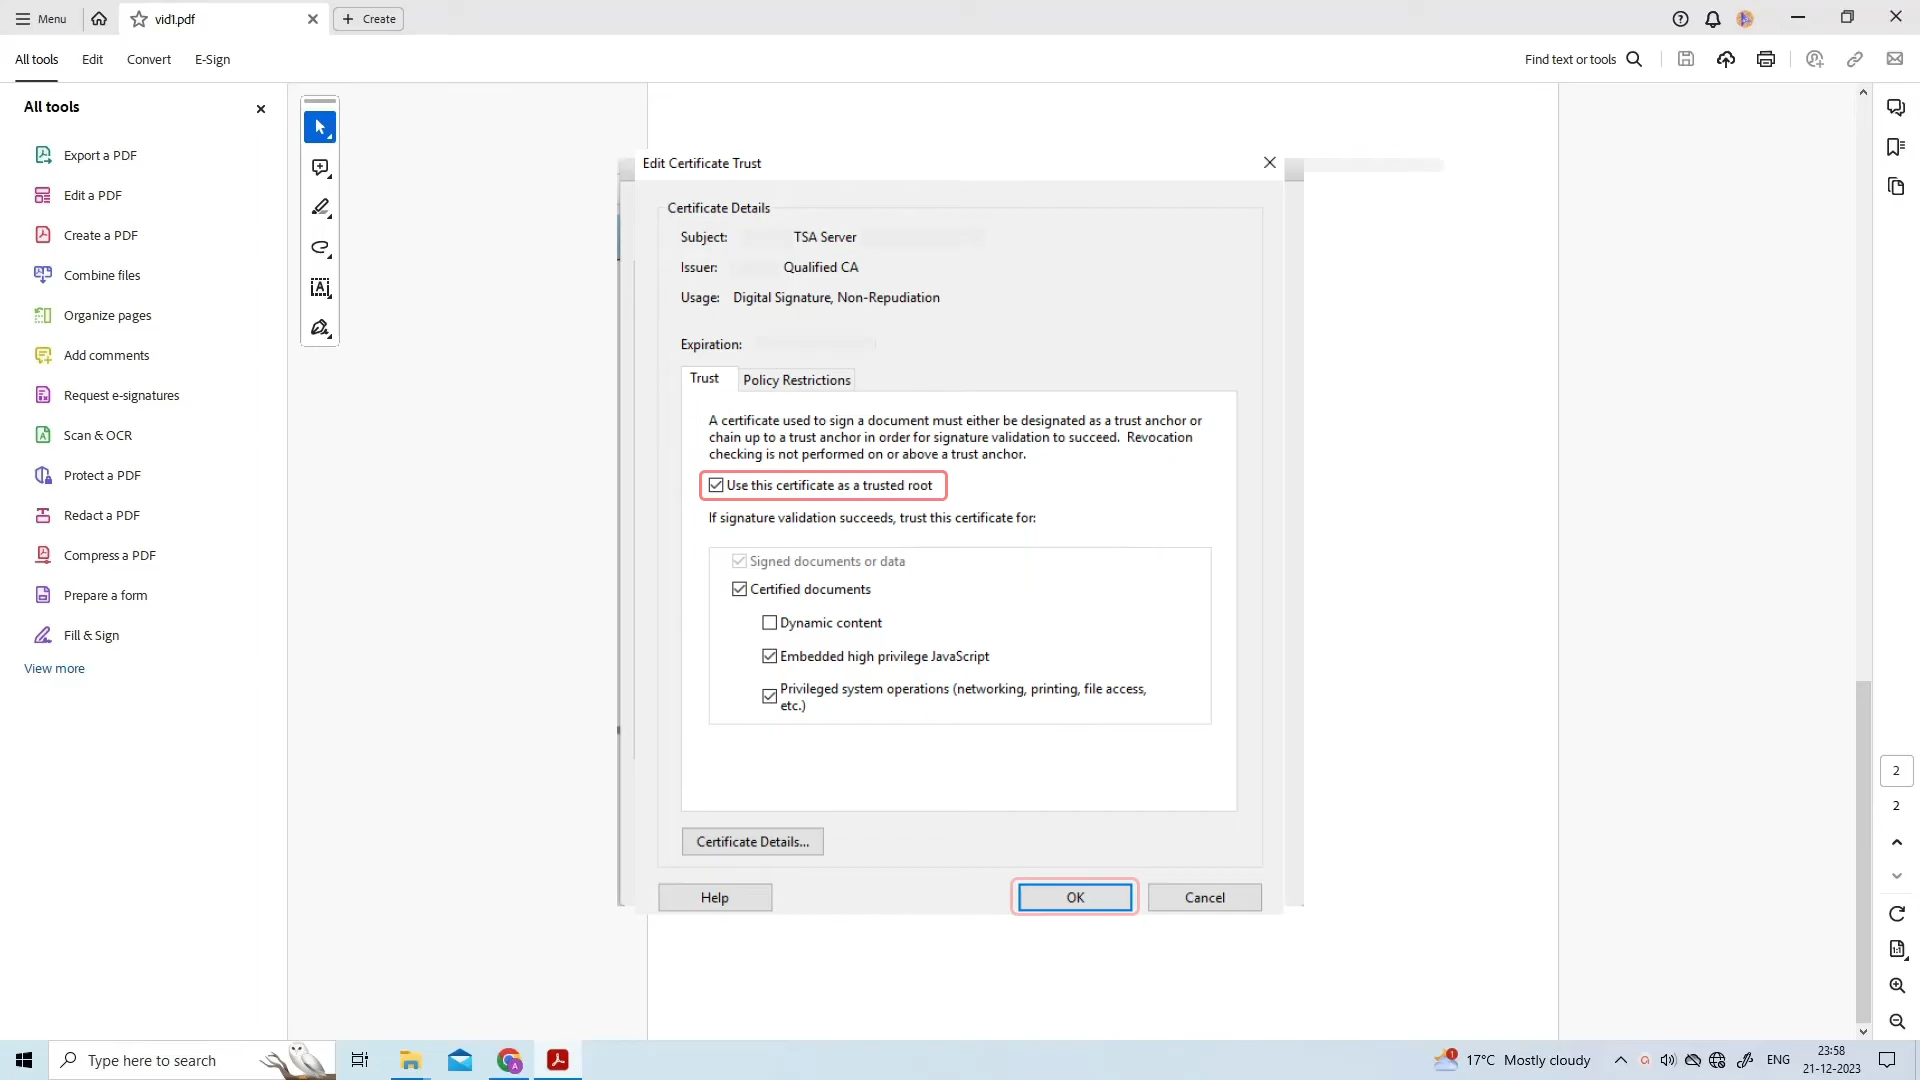 Menu
vid1.pdf
Create
All tools
Edit
Convert
E-Sign
Find text or tools
All tools
Export a PDF
Edit a PDF
Create a PDF
Combine files
Organize pages
Add comments
Request e-signatures
Scan & OCR
Protect a PDF
Redact a PDF
Compress a PDF
Prepare a form
Fill & Sign
View more
Edit Certificate Trust
Certificate Details
Subject: TSA Server
Issuer: Qualified CA
Usage: Digital Signature, Non-Repudiation
Expiration:
Trust
Policy Restrictions
A certificate used to sign a document must either be designated as a trust anchor or
chain up to a trust anchor in order for signature validation to succeed. Revocation
checking is not performed on or above a trust anchor.
Use this certificate as a trusted root
If signature validation succeeds, trust this certificate for:
Signed documents or data
Certified documents
Dynamic content
Embedded high privilege JavaScript
Privileged system operations (networking, printing, file access,
etc.)
Certificate Details...
Help
OK
Cancel
2
2
Type here to search
17°C Mostly cloudy
ENG
23:58
21-12-2023